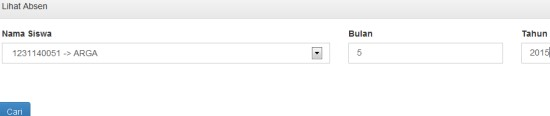 Lihat Absen
Nama Siswa Bulan Tahun
1231140051 -> ARGA 5 2015
Cari